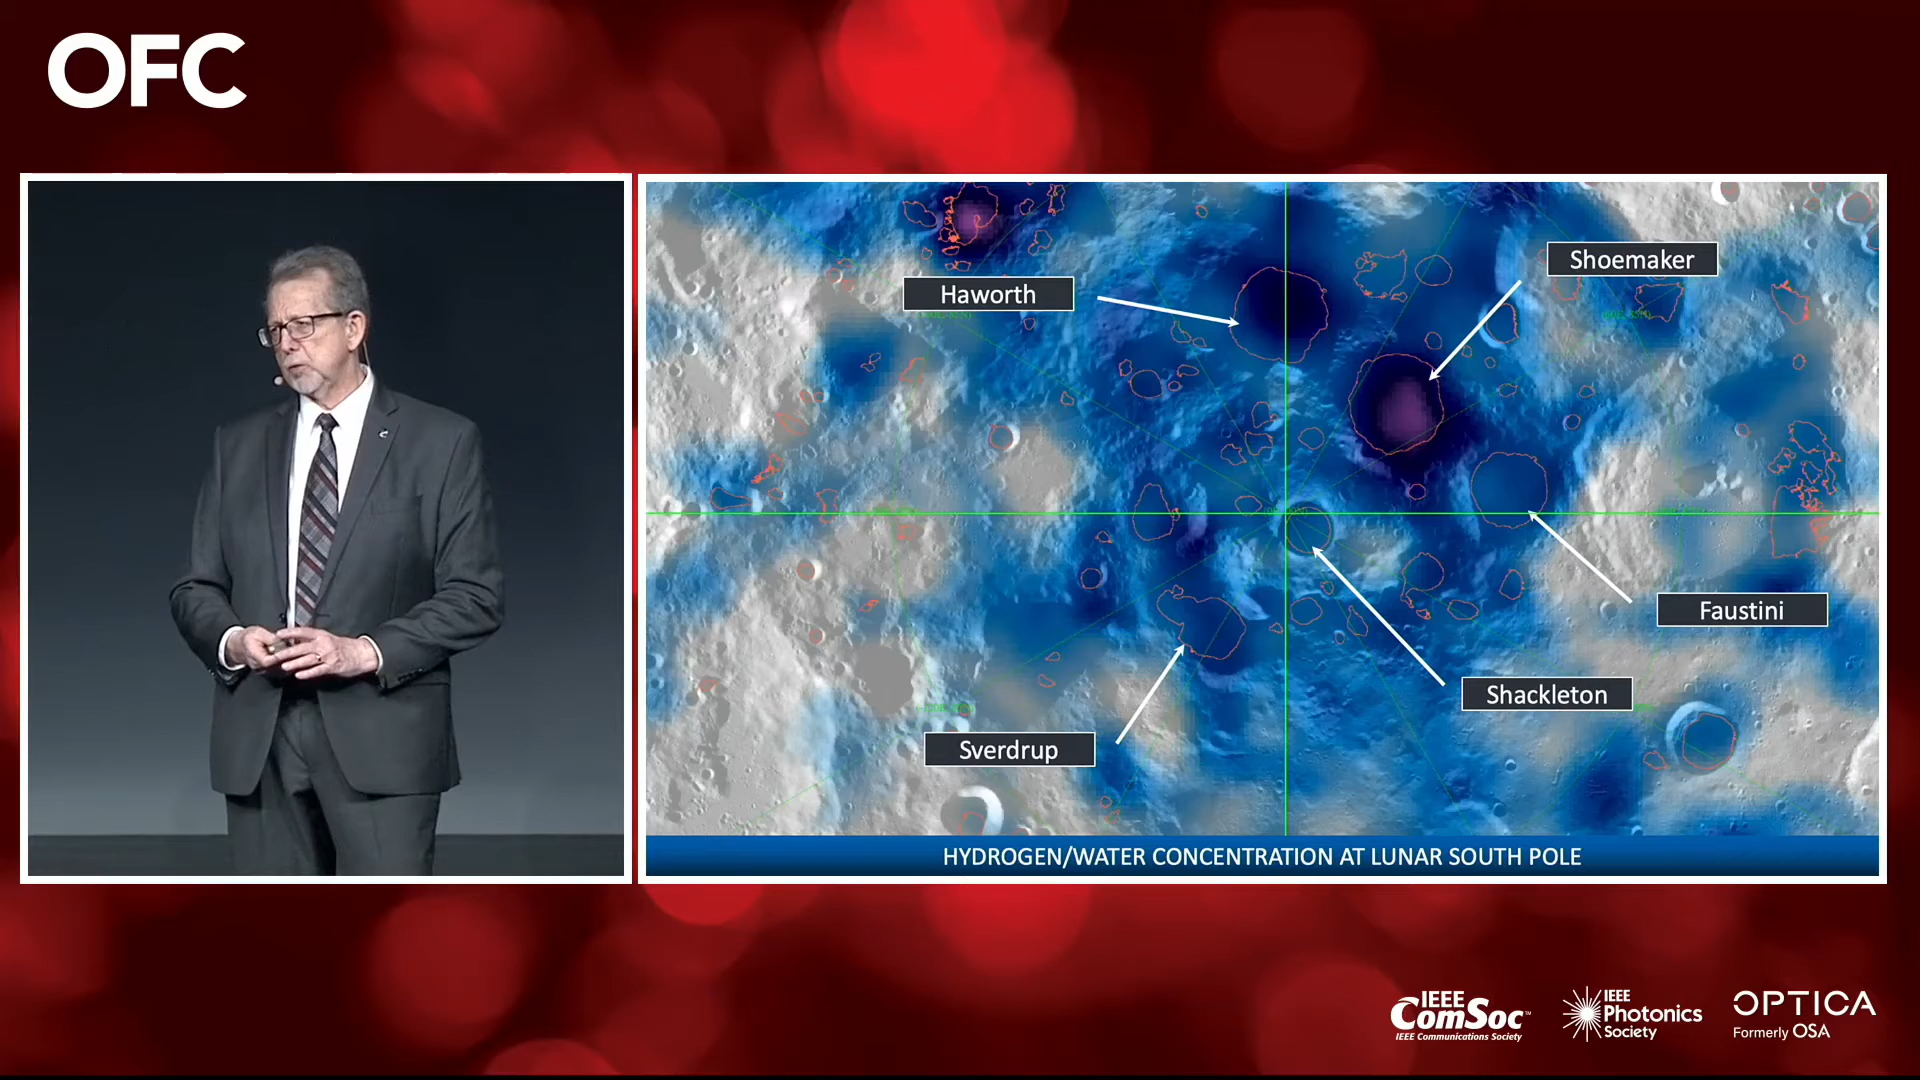 OFC
Shoemaker
Haworth
Faustini
Shackleton
Sverdrup
HYDROGEN/WATER CONCENTRATION AT LUNAR SOUTH POLE
IEEE
ComSoc™
IEEE Communications Society
IEEE
Photonics
Society
OPTICA
Formerly OSA